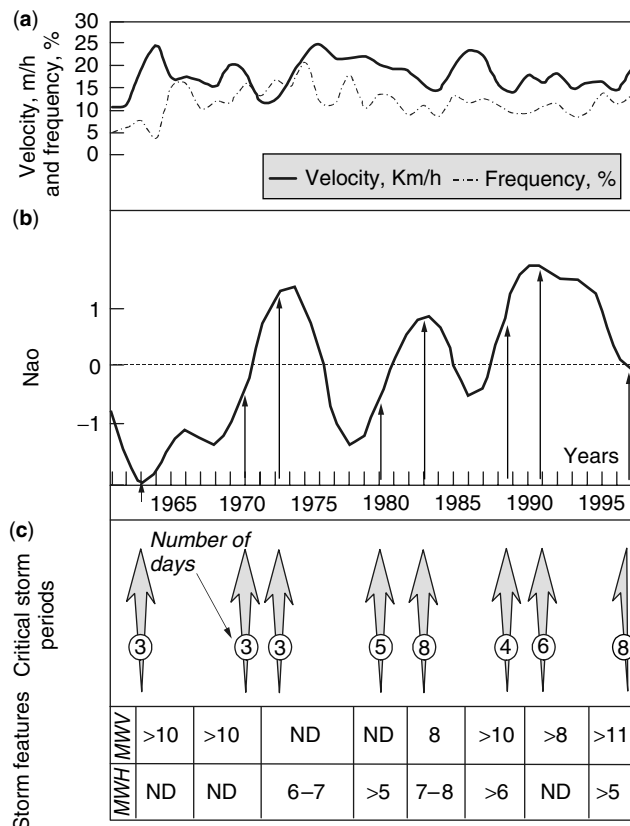 (a)
Velocity, m/h
and frequency, %
30
25
20
15
10
5
0
Velocity, Km/h
Frequency, %
(b)
Nao
1
0
−1
Years
1965 1970 1975 1980 1985 1990 1995
(c)
Critical storm
periods
Number of
days
3 3 3 5 8 4 6 8
Storm features
MWV >10 >10 ND ND 8 >10 >8 >11
MWH ND ND 6–7 >5 7–8 >6 ND >5